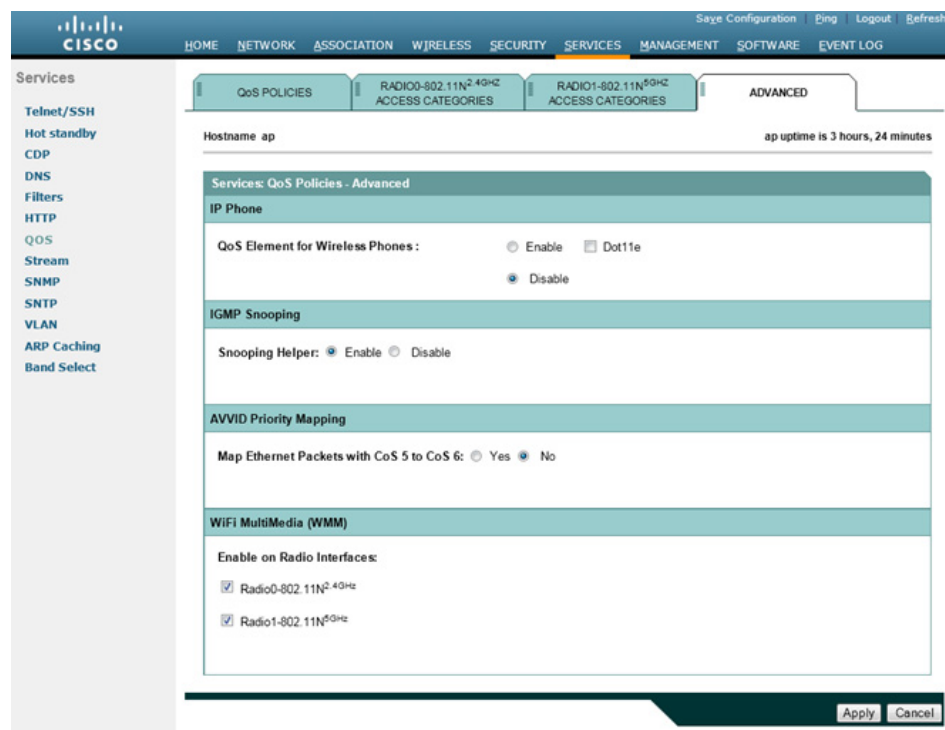 Save Configuration Ping Logout Refresh
CISCO
HOME NETWORK ASSOCIATION WIRELESS SECURITY SERVICES MANAGEMENT SOFTWARE EVENT LOG
Services
Telnet/SSH
Hot standby
CDP
DNS
Filters
HTTP
QOS
Stream
SNMP
SNTP
VLAN
ARP Caching
Band Select
QoS POLICIES
RADIO0-802.11N2.4GHZ
ACCESS CATEGORIES
RADIO1-802.11N5GHZ
ACCESS CATEGORIES
ADVANCED
Hostname ap
ap uptime is 3 hours, 24 minutes
Services: QoS Policies - Advanced
IP Phone
QoS Element for Wireless Phones : Enable Dot11e
Disable
IGMP Snooping
Snooping Helper: Enable Disable
AVVID Priority Mapping
Map Ethernet Packets with CoS 5 to CoS 6: Yes No
WiFi MultiMedia (WMM)
Enable on Radio Interfaces:
Radio0-802.11N2.4GHz
Radio1-802.11N5GHz
Apply Cancel